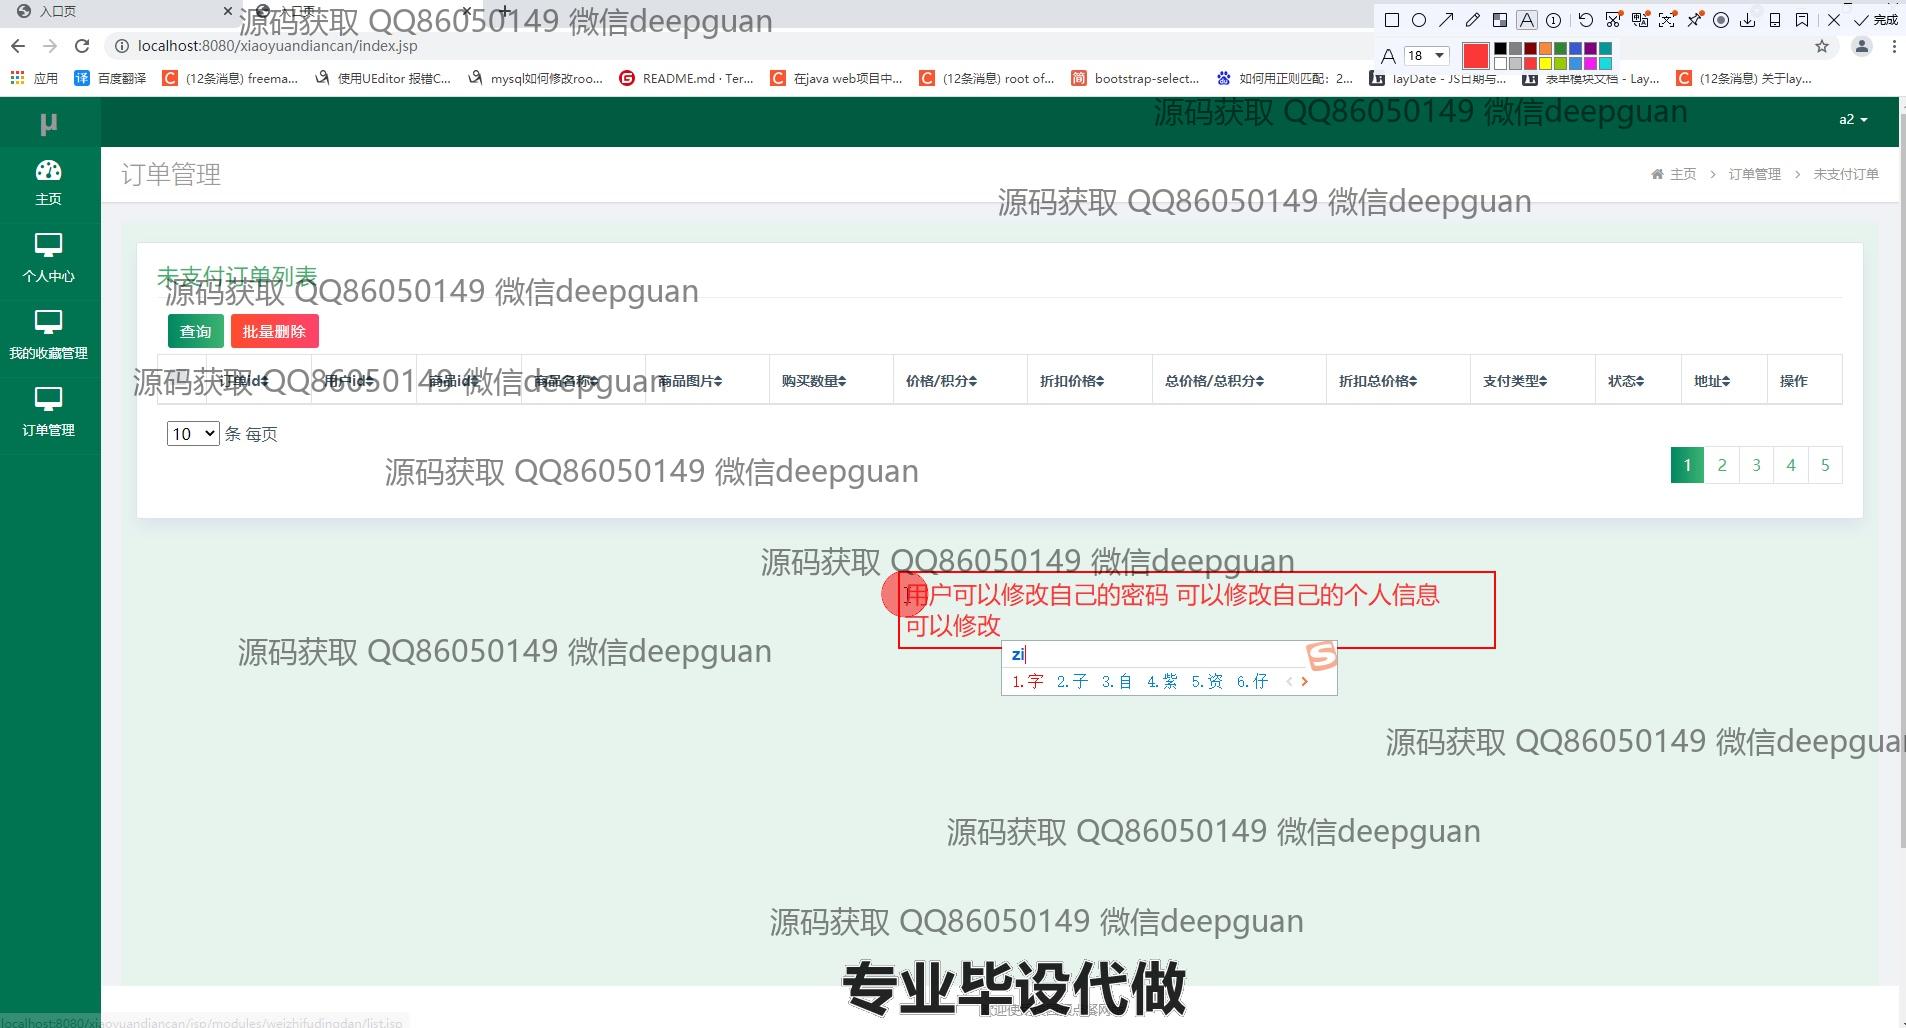 入口页
入口页
源码获取 QQ86050149 微信deepguan
18
完成
localhost:8080/xiaoyuandiancan/index.jsp
应用
百度翻译
(12条消息) freema...
使用UEditor 报错C...
mysql如何修改roo...
README.md · Ter...
在java web项目中...
(12条消息) root of...
bootstrap-select...
如何用正则匹配：2...
layDate - JS日期与...
表单模块文档 - Lay...
(12条消息) 关于lay...
源码获取 QQ86050149 微信deepguan
µ
a2
主页
个人中心
我的收藏管理
订单管理
订单管理
主页 > 订单管理 > 未支付订单
源码获取 QQ86050149 微信deepguan
未支付订单列表
源码获取 QQ86050149 微信deepguan
查询 批量删除
订单id 用户id 商品id 商品名称 商品图片 购买数量 价格/积分 折扣价格 总价格/总积分 折扣总价格 支付类型 状态 地址 操作
源码获取 QQ86050149 微信deepguan
10 条 每页
1 2 3 4 5
源码获取 QQ86050149 微信deepguan
源码获取 QQ86050149 微信deepguan
用户可以修改自己的密码 可以修改自己的个人信息
可以修改
zi
1.字 2.子 3.自 4.紫 5.资 6.仔
源码获取 QQ86050149 微信deepguan
源码获取 QQ86050149 微信deepgua
源码获取 QQ86050149 微信deepguan
源码获取 QQ86050149 微信deepguan
专业毕设代做
localhost:8080/xiaoyuandiancan/jsp/modules/weizhifudingdan/list.jsp